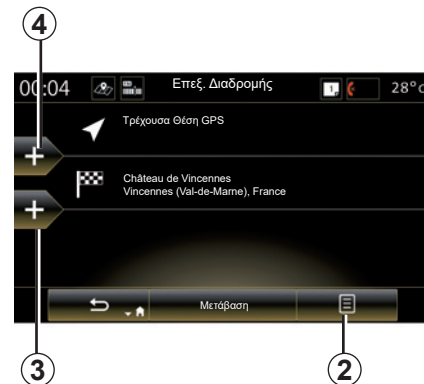 4
00:04 Επεξ. Διαδρομής 1 28°c
Τρέχουσα Θέση GPS
+
Château de Vincennes
Vincennes (Val-de-Marne), France
+
Μετάβαση
3 2